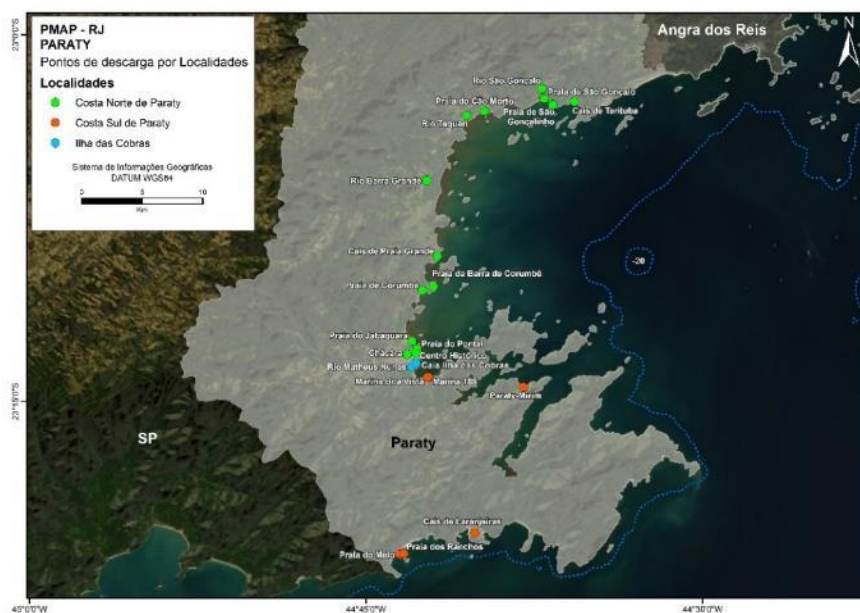 PMAP - RJ
PARATY
Pontos de descarga por Localidades
Localidades
Costa Norte de Paraty
Costa Sul de Paraty
Ilha das Cobras
Sistema de Informações Geográficas
DATUM WGS84
0 5 10
Km
23°0'0"S
Angra dos Reis
N
Rio São Gonçalo
Praia de São Gonçalo
Praia do Cão Morto
Praia de São Gonçalinho
Cais de Tarituba
Rio Taquari
Rio Barra Grande
Cais de Praia Grande
-20
Praia da Barra de Corumbê
Praia de Corumbê
Praia do Jabaquara
Praia do Pontal
Chácara
Centro Histórico
Rio Matheus Nunes
Cais Ilha das Cobras
Marina Boa Vista
Marina 188
23°15'0"S
Paraty-Mirim
SP
Paraty
Cais de Laranjeiras
Praia do Meio
Praia dos Ranchos
45°0'0"W
44°45'0"W
44°30'0"W